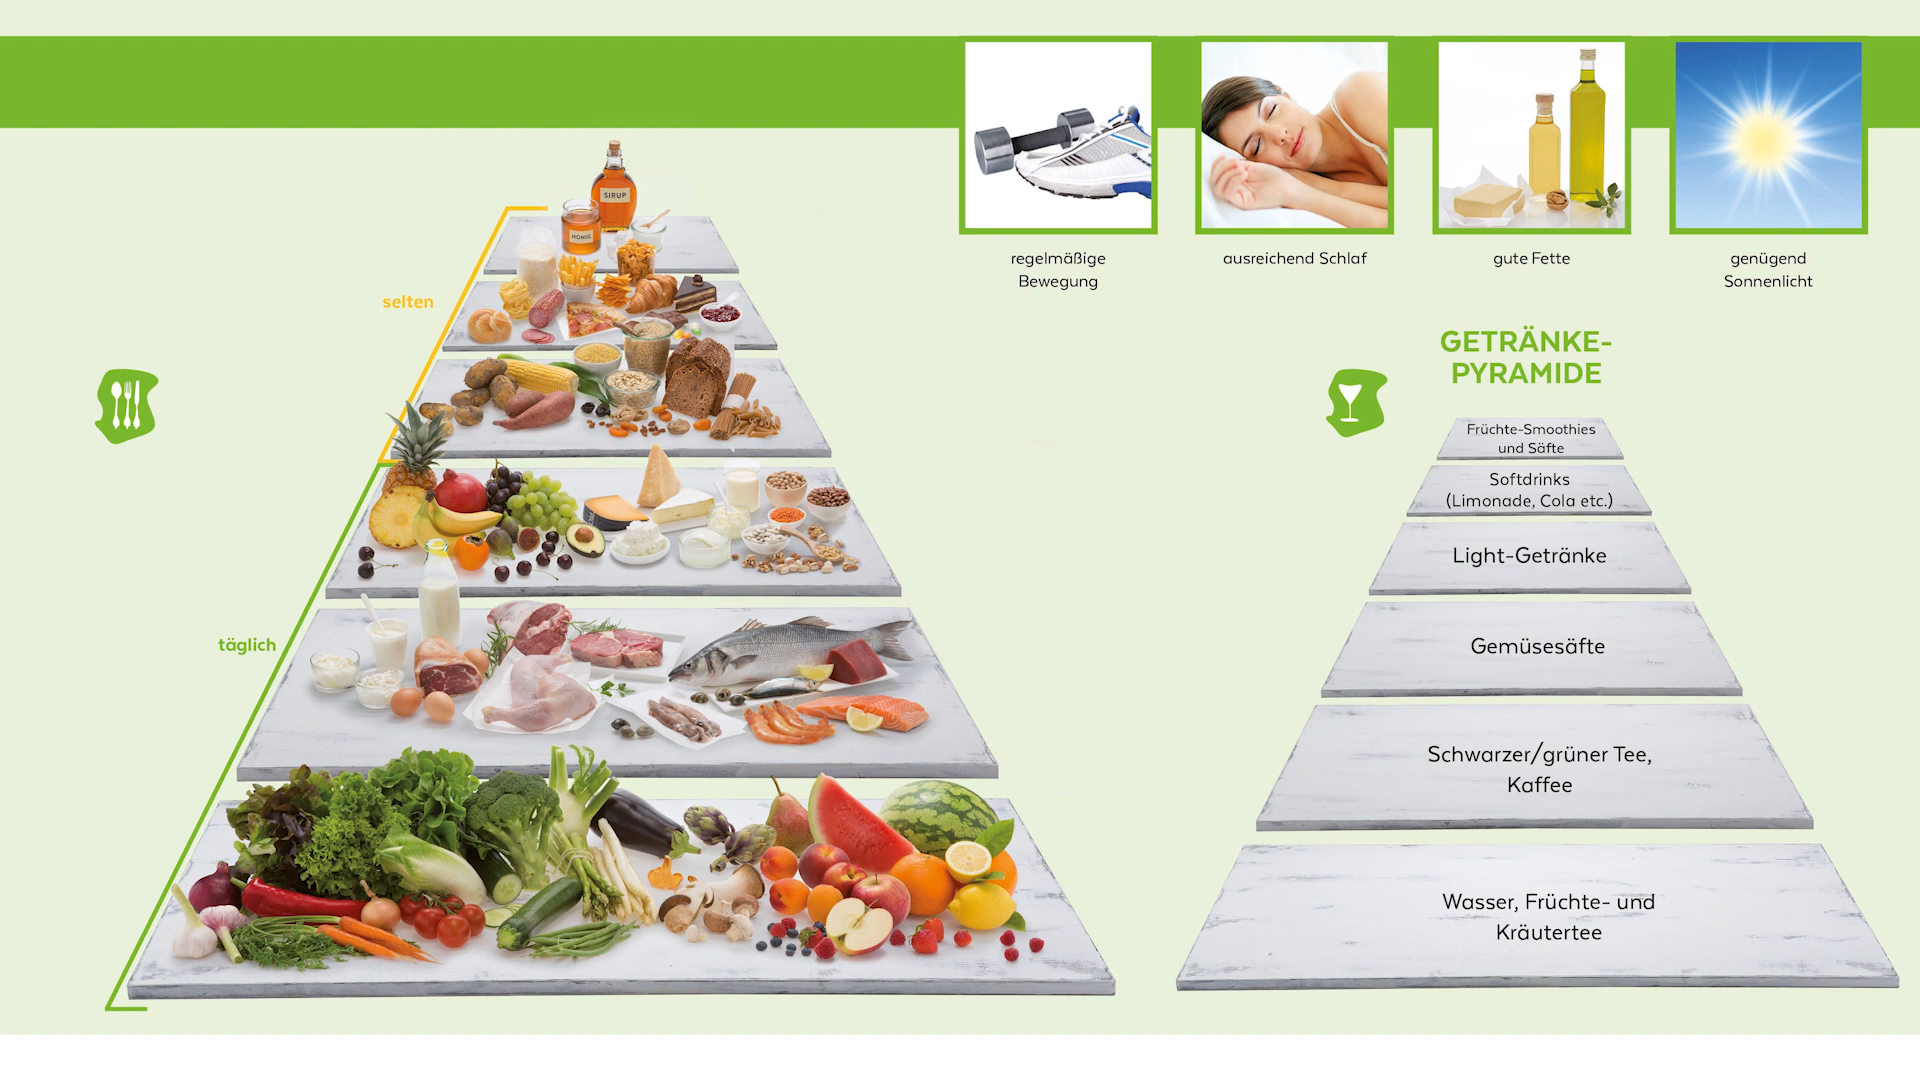 regelmäßige
Bewegung
ausreichend Schlaf
gute Fette
genügend
Sonnenlicht
SIRUP
HONIG
selten
täglich
GETRÄNKE-
PYRAMIDE
Früchte-Smoothies
und Säfte
Softdrinks
(Limonade, Cola etc.)
Light-Getränke
Gemüsesäfte
Schwarzer/grüner Tee,
Kaffee
Wasser, Früchte- und
Kräutertee